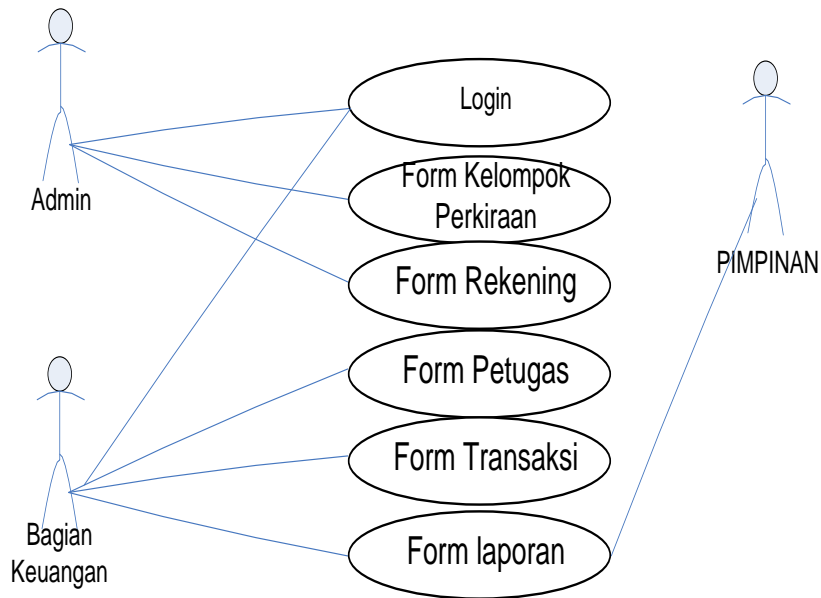 Login
Admin
Form Kelompok
Perkiraan
PIMPINAN
Form Rekening
Form Petugas
Form Transaksi
Bagian
Keuangan
Form laporan